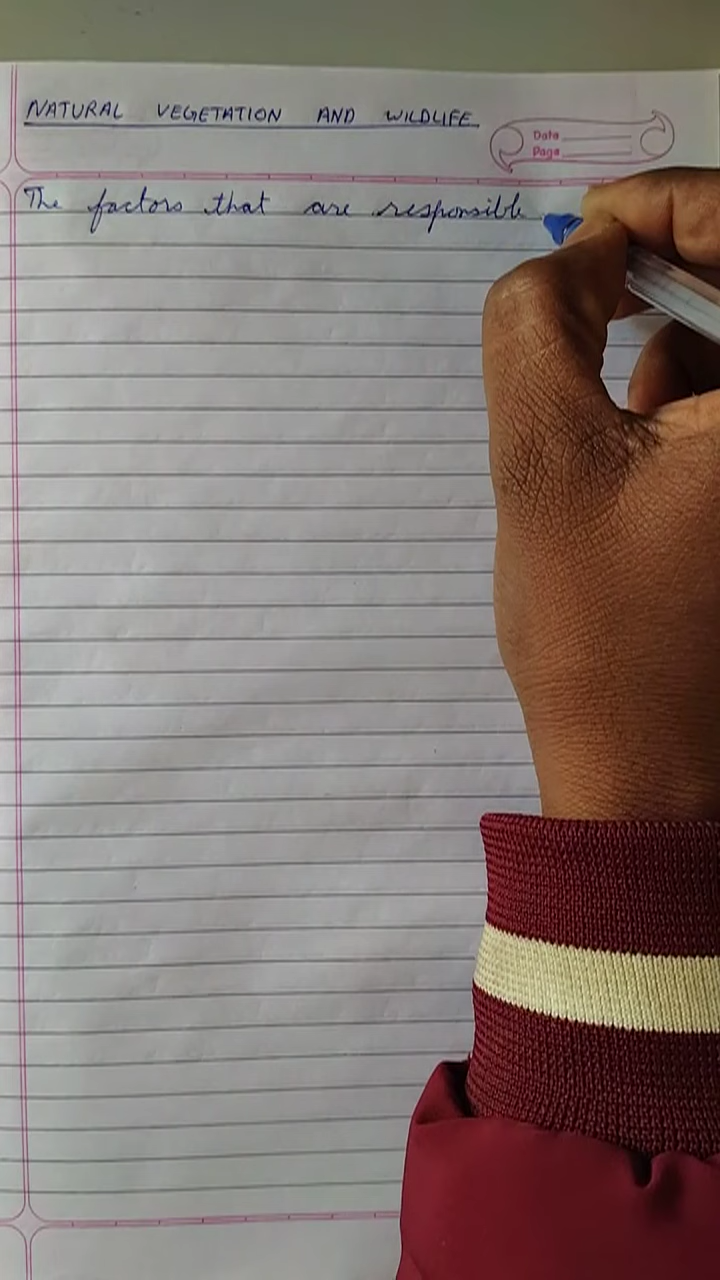 NATURAL VEGETATION AND WILDLIFE
Date
Page
The factors that are responsible